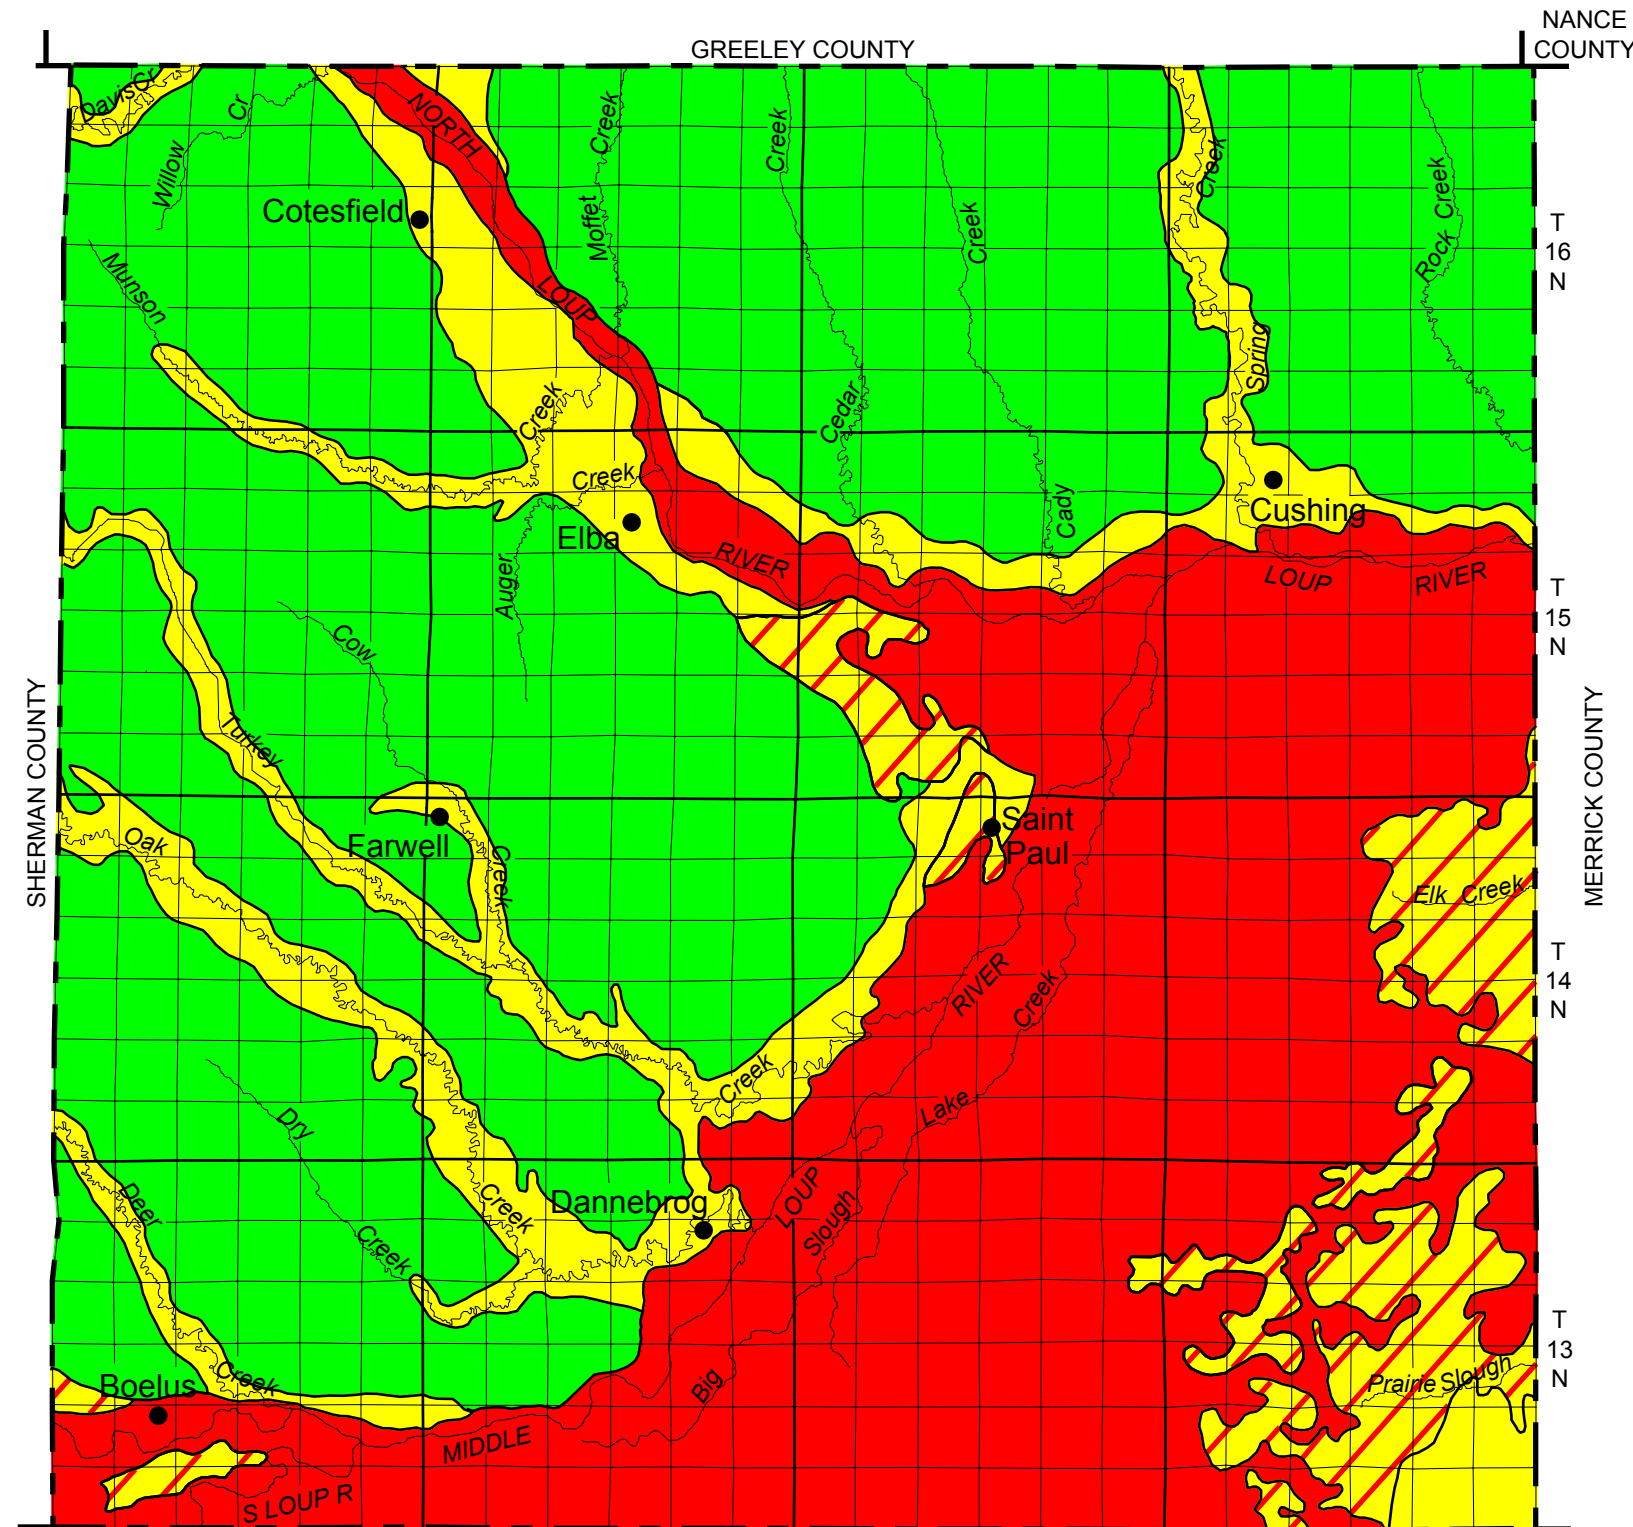 NANCE
GREELEY COUNTY
COUNTY
Davis Cr
Willow Cr
NORTH
Moffet Creek
Creek
Creek
Creek
Rock Creek
Cotesfield
T
16
N
Munson
LOUP
Spring
Cedar
Creek
Creek
Cushing
Cady
Elba
RIVER
LOUP RIVER
Auger
T
15
N
Cow
SHERMAN COUNTY
MERRICK COUNTY
Turkey
Saint
Paul
Oak
Farwell
Creek
Elk Creek
T
14
N
RIVER
Creek
Creek
Lake
Dry
Deer
Creek
Dannebrog
LOUP
Slough
Creek
T
13
N
Creek
Boelus
Big
Prairie Slough
MIDDLE
S LOUP R